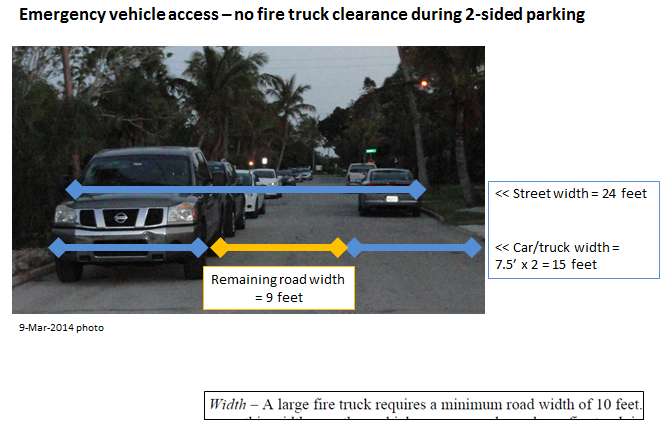 Emergency vehicle access – no fire truck clearance during 2-sided parking
<< Street width = 24 feet
<< Car/truck width =
7.5’ x 2 = 15 feet
Remaining road width
= 9 feet
9-Mar-2014 photo
Width – A large fire truck requires a minimum road width of 10 feet.